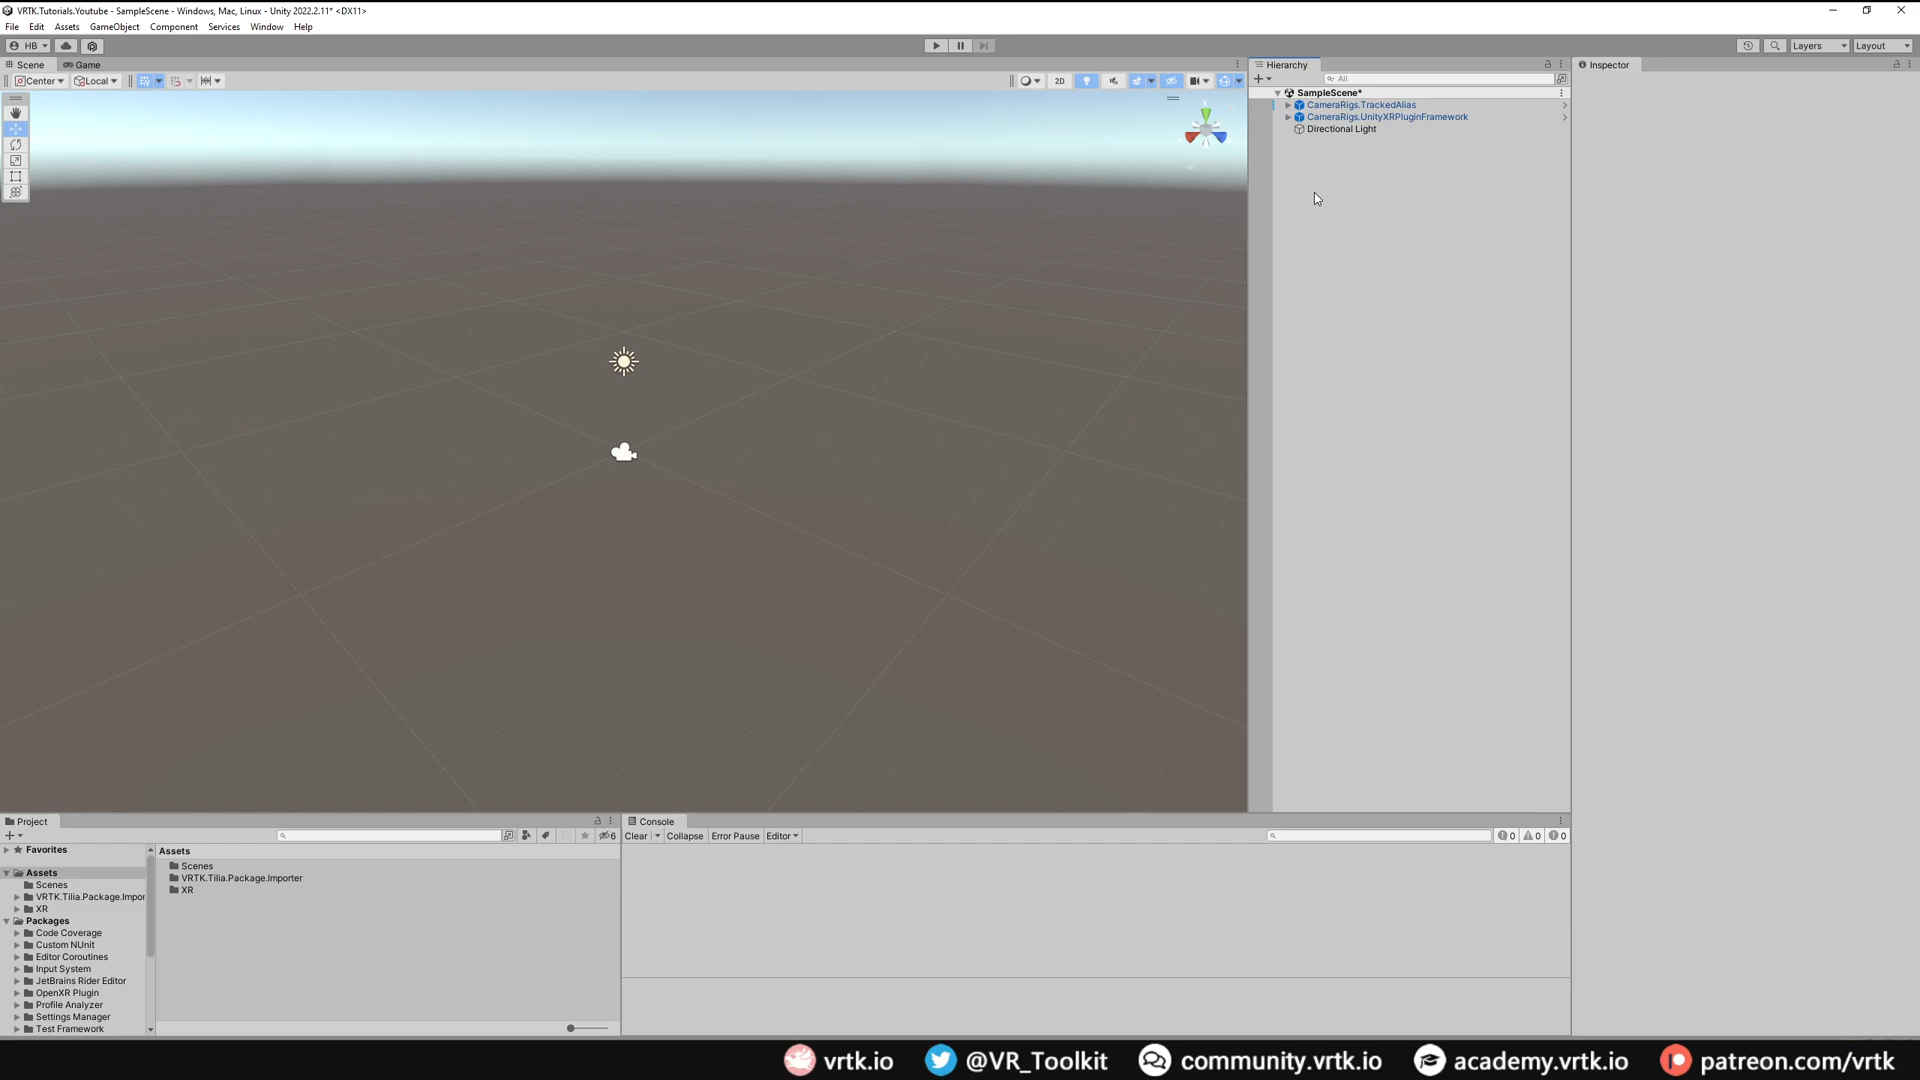 VRTK.Tutorials.Youtube - SampleScene - Windows, Mac, Linux - Unity 2022.2.11* <DX11>
File Edit Assets GameObject Component Services Window Help
HB Layers Layout
Scene Game Hierarchy Inspector
Center Local 2D All
SampleScene*
CameraRigs.TrackedAlias
CameraRigs.UnityXRPluginFramework
Directional Light
Project Console
6 Clear Collapse Error Pause Editor 0 0 0
Favorites Assets
Assets Scenes
Scenes VRTK.Tilia.Package.Importer
VRTK.Tilia.Package.Impor XR
XR
Packages
Code Coverage
Custom NUnit
Editor Coroutines
Input System
JetBrains Rider Editor
OpenXR Plugin
Profile Analyzer
Settings Manager
Test Framework
vrtk.io @VR_Toolkit community.vrtk.io academy.vrtk.io patreon.com/vrtk